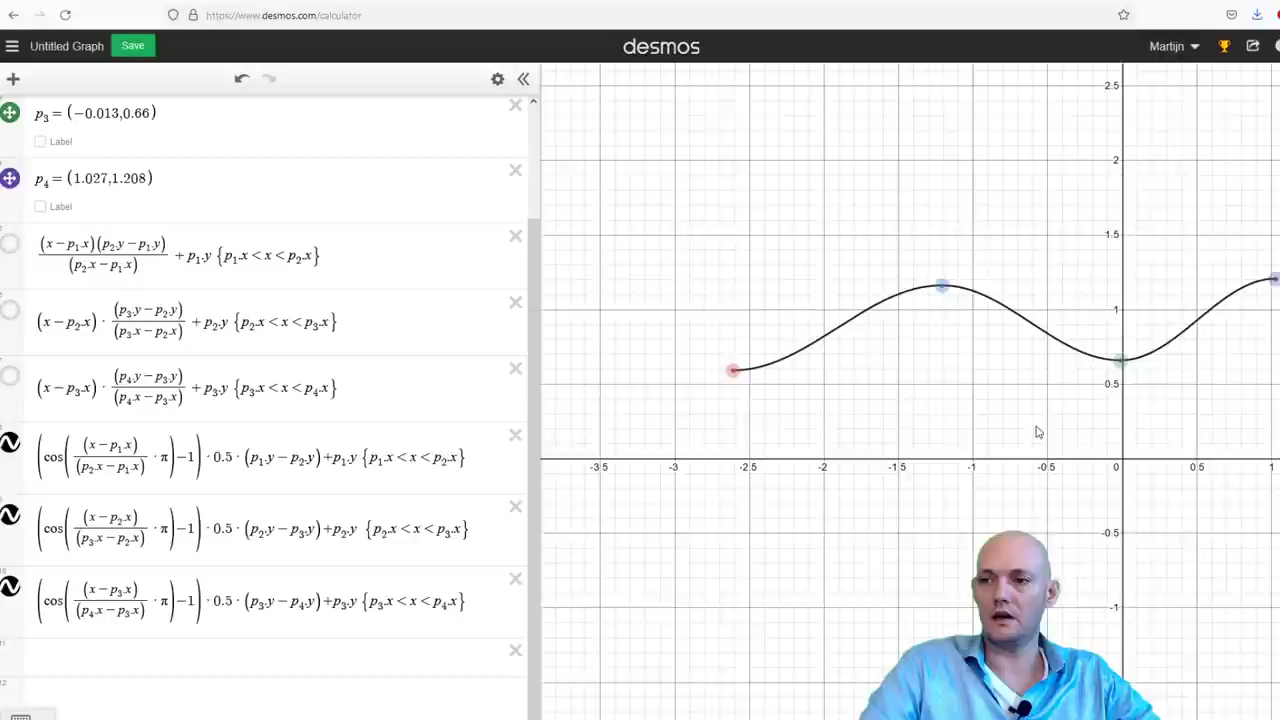 https://www.desmos.com/calculator
Untitled Graph Save desmos Martijn
p₃ = (−0.013,0.66)
Label
p₄ = (1.027,1.208)
Label
(x−p₁.x)(p₂.y−p₁.y)/(p₂.x−p₁.x) + p₁.y {p₁.x<x<p₂.x}
(x−p₂.x)·(p₃.y−p₂.y)/(p₃.x−p₂.x) + p₂.y {p₂.x<x<p₃.x}
(x−p₃.x)·(p₄.y−p₃.y)/(p₄.x−p₃.x) + p₃.y {p₃.x<x<p₄.x}
(cos((x−p₁.x)/(p₂.x−p₁.x)·π)−1)·0.5·(p₁.y−p₂.y)+p₁.y {p₁.x<x<p₂.x}
(cos((x−p₂.x)/(p₃.x−p₂.x)·π)−1)·0.5·(p₂.y−p₃.y)+p₂.y {p₂.x<x<p₃.x}
10
(cos((x−p₃.x)/(p₄.x−p₃.x)·π)−1)·0.5·(p₃.y−p₄.y)+p₃.y {p₃.x<x<p₄.x}
11
12
2.5
2
1.5
1
0.5
-3.5 -3 -2.5 -2 -1.5 -1 -0.5 0 0.5 1
-0.5
-1